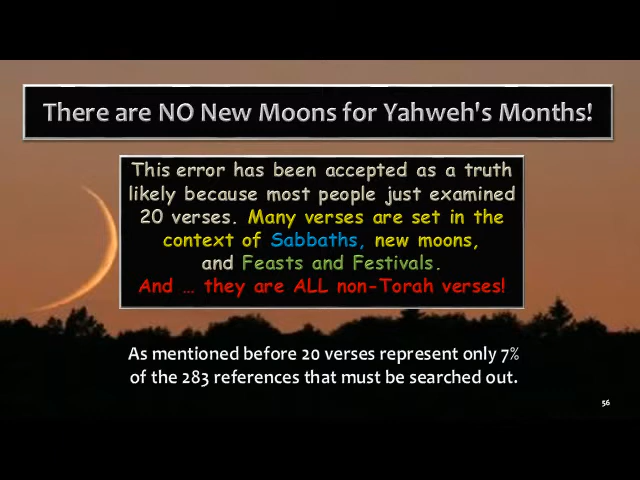 There are NO New Moons for Yahweh's Months!
This error has been accepted as a truth
likely because most people just examined
20 verses. Many verses are set in the
context of Sabbaths, new moons,
and Feasts and Festivals.
And … they are ALL non-Torah verses!
As mentioned before 20 verses represent only 7%
of the 283 references that must be searched out.
56